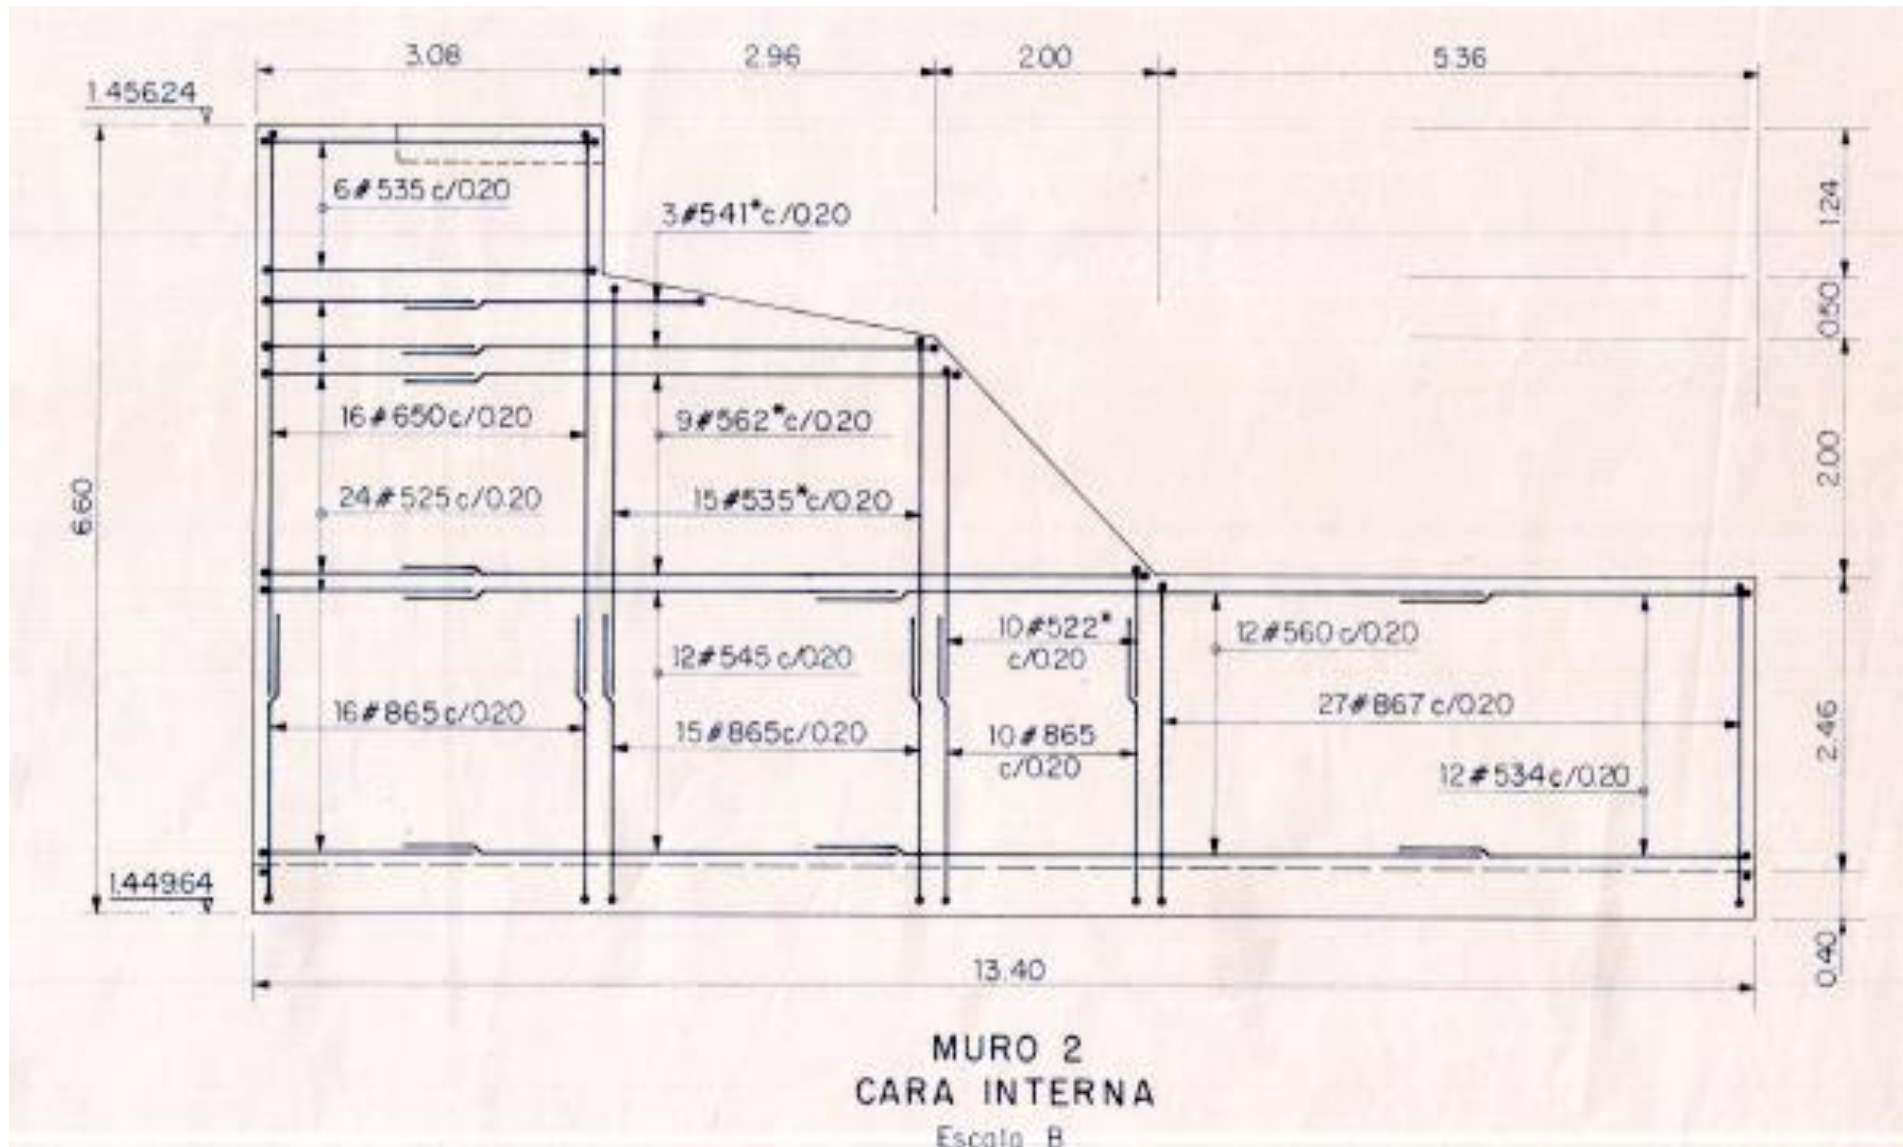 3.08
2.96
2.00
5.36
1.456.24
6#535 c/0.20
3#541* c/0.20
1.24
0.50
16#650 c/0.20
9#562* c/0.20
2.00
24#525 c/0.20
15#535* c/0.20
6.60
10#522*
c/0.20
12#560 c/0.20
12#545 c/0.20
16#865 c/0.20
15#865 c/0.20
10#865
c/0.20
27#867 c/0.20
2.46
12#534 c/0.20
1.449.64
0.40
13.40
MURO 2
CARA INTERNA
Escala B